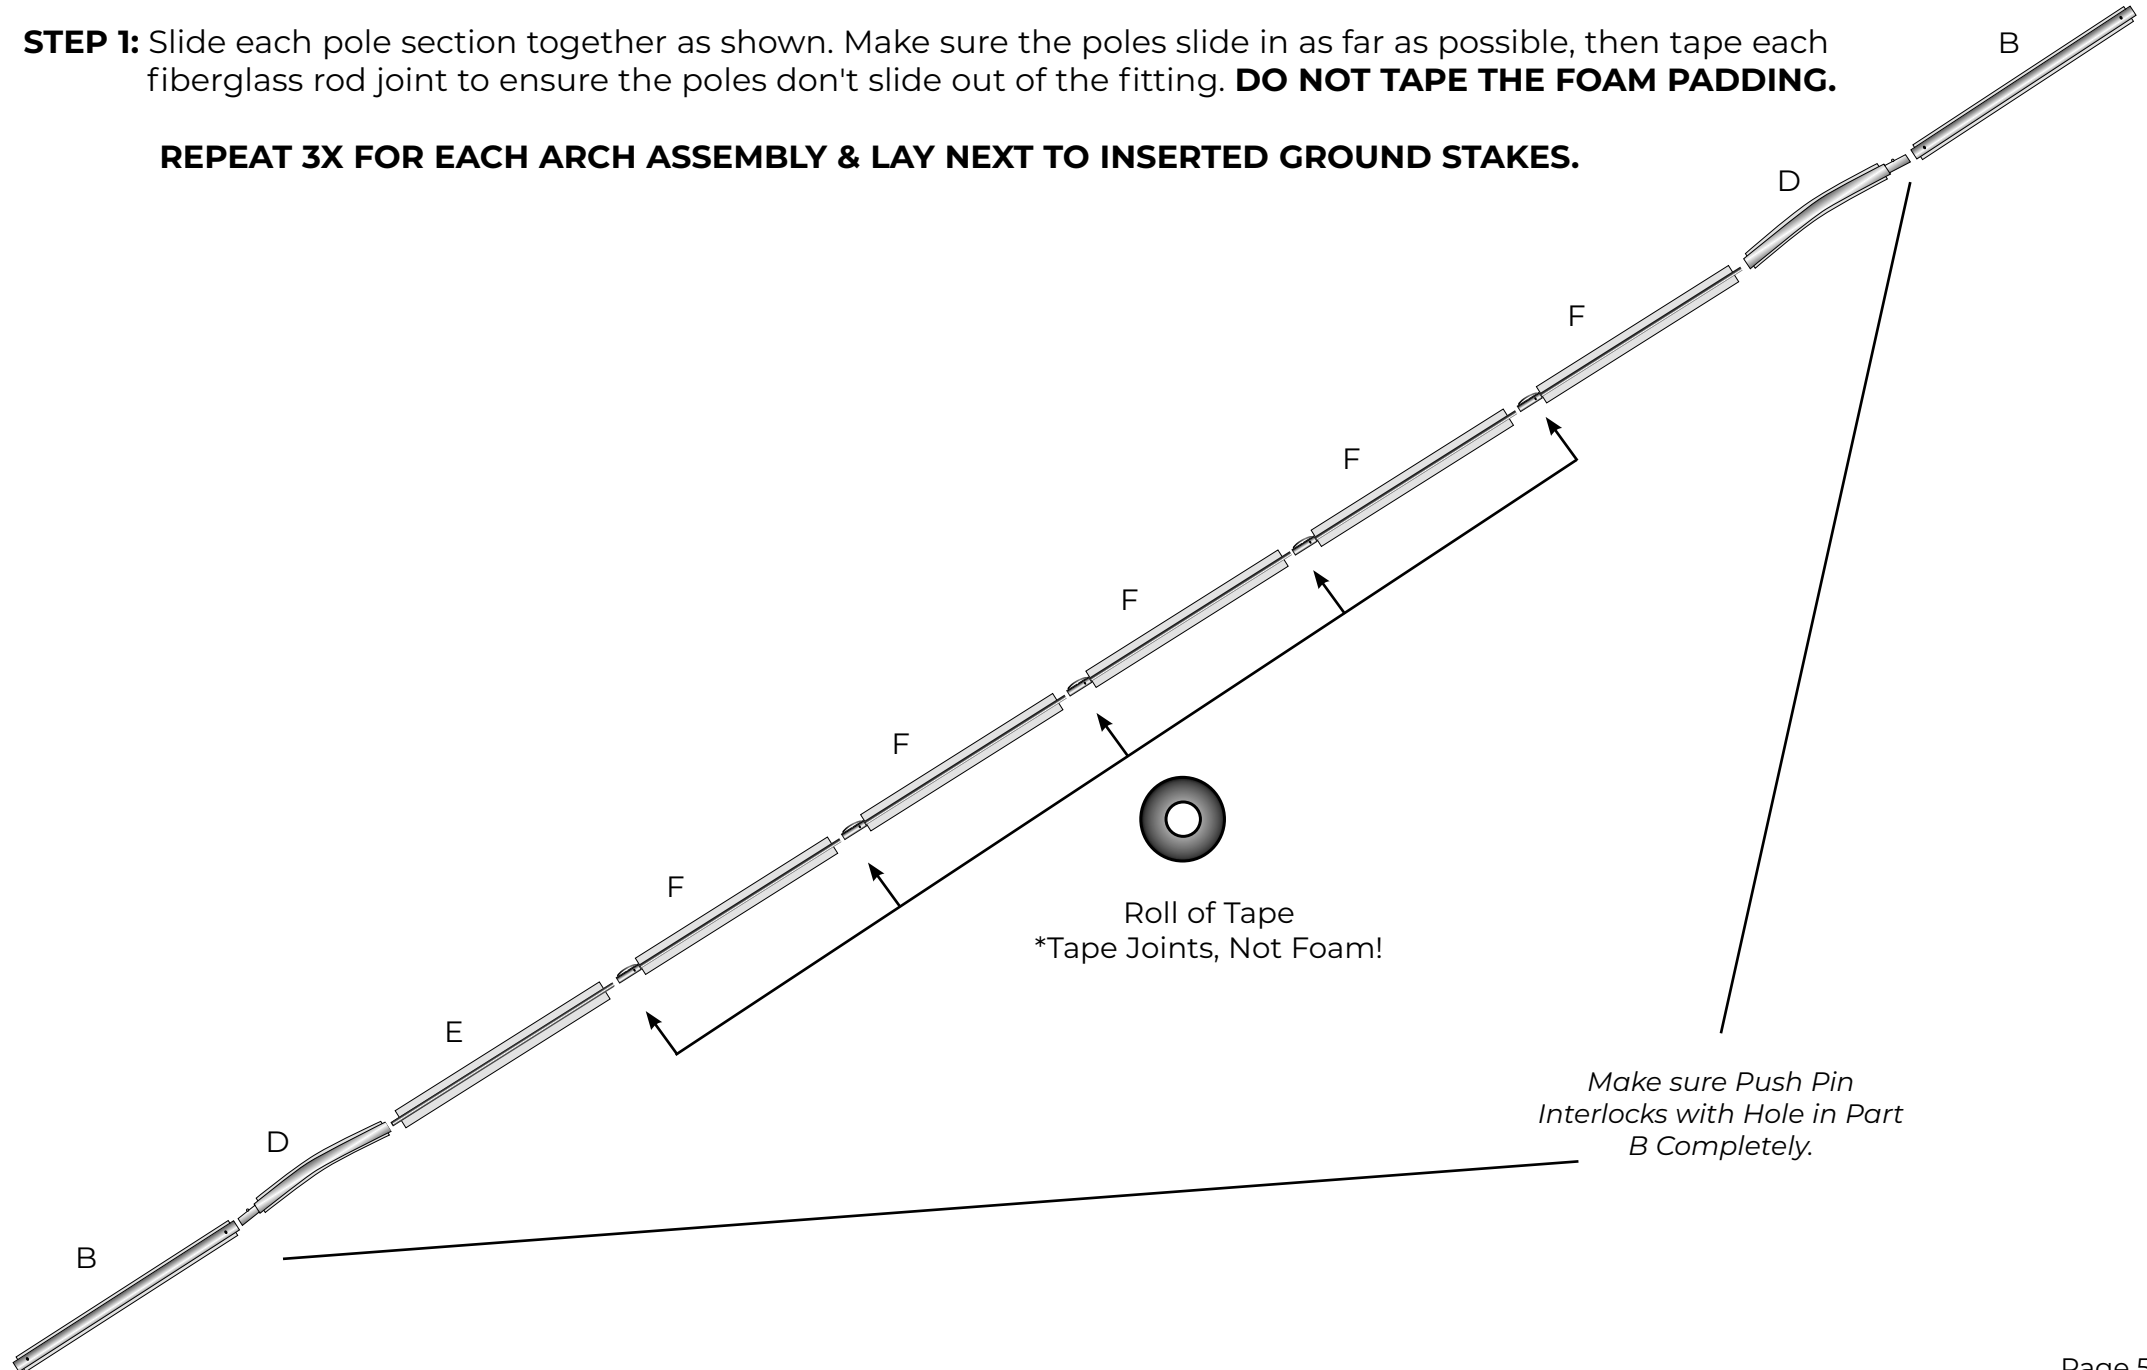 STEP 1: Slide each pole section together as shown. Make sure the poles slide in as far as possible, then tape each
fiberglass rod joint to ensure the poles don't slide out of the fitting. DO NOT TAPE THE FOAM PADDING.
REPEAT 3X FOR EACH ARCH ASSEMBLY & LAY NEXT TO INSERTED GROUND STAKES.
B
D
F
F
F
F
F
E
D
B
Roll of Tape
*Tape Joints, Not Foam!
Make sure Push Pin
Interlocks with Hole in Part
B Completely.
Page 5